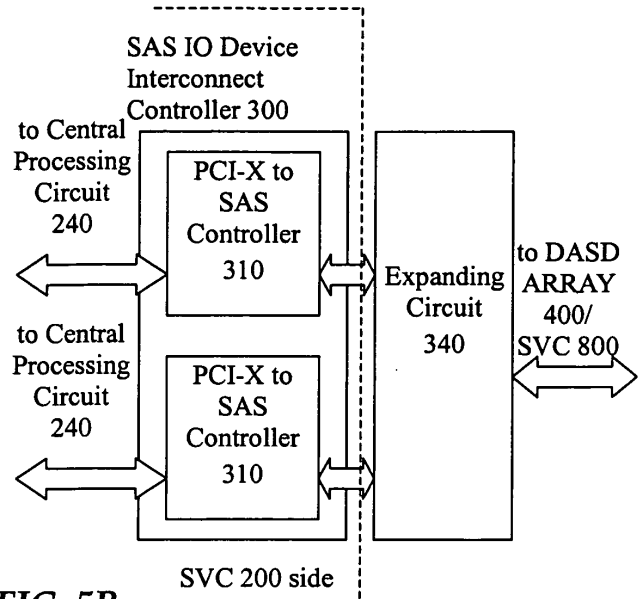 SAS IO Device
Interconnect
Controller 300
to Central
Processing
Circuit
240
PCI-X to
SAS
Controller
310
Expanding
Circuit
340
to DASD
ARRAY
400/
SVC 800
to Central
Processing
Circuit
240
PCI-X to
SAS
Controller
310
SVC 200 side
FIG. 5B